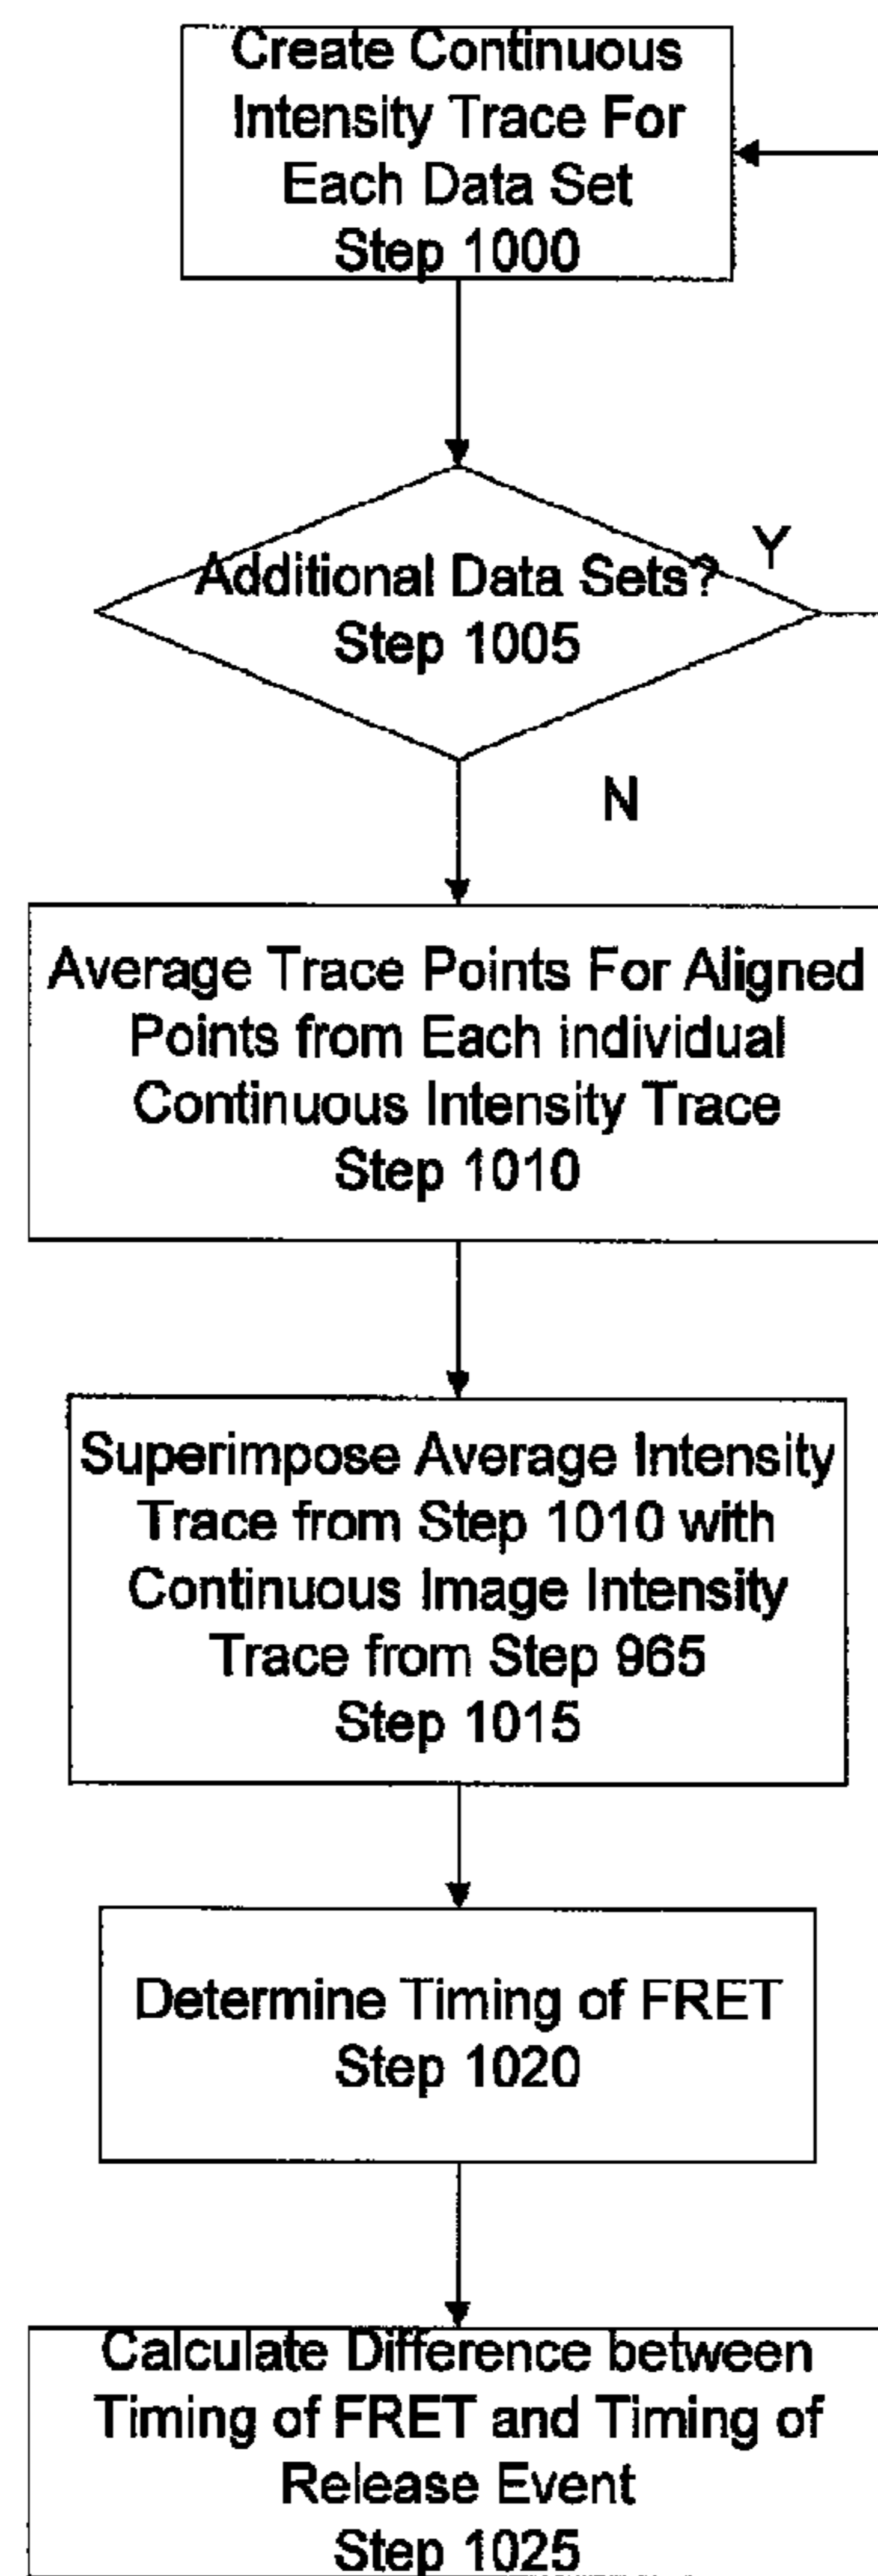 Create Continuous
Intensity Trace For
Each Data Set
Step 1000
Additional Data Sets?
Step 1005
Y
N
Average Trace Points For Aligned
Points from Each individual
Continuous Intensity Trace
Step 1010
Superimpose Average Intensity
Trace from Step 1010 with
Continuous Image Intensity
Trace from Step 965
Step 1015
Determine Timing of FRET
Step 1020
Calculate Difference between
Timing of FRET and Timing of
Release Event
Step 1025